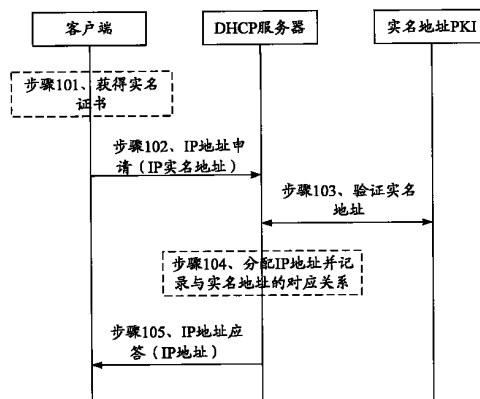 客户端
DHCP服务器
实名地址PKI
步骤101、获得实名
证书
步骤102、IP地址申
请（IP实名地址）
步骤103、验证实名
地址
步骤104、分配IP地址并记
录与实名地址的对应关系
步骤105、IP地址应
答（IP地址）